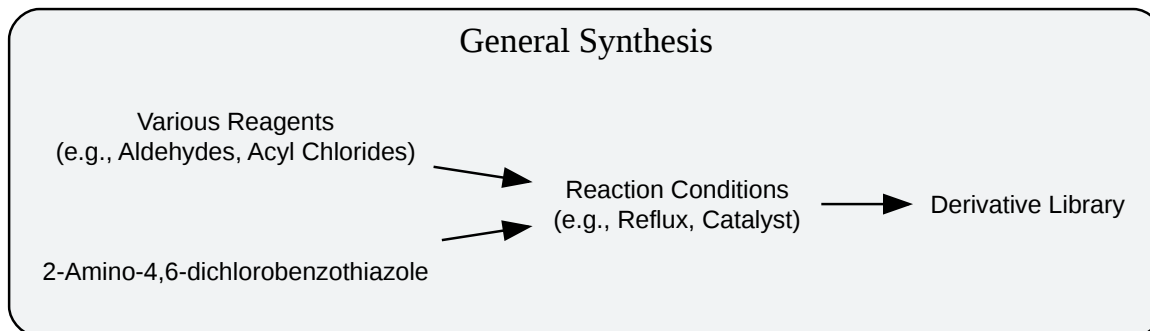 General Synthesis
Various Reagents
(e.g., Aldehydes, Acyl Chlorides)
Reaction Conditions
(e.g., Reflux, Catalyst)
Derivative Library
2-Amino-4,6-dichlorobenzothiazole